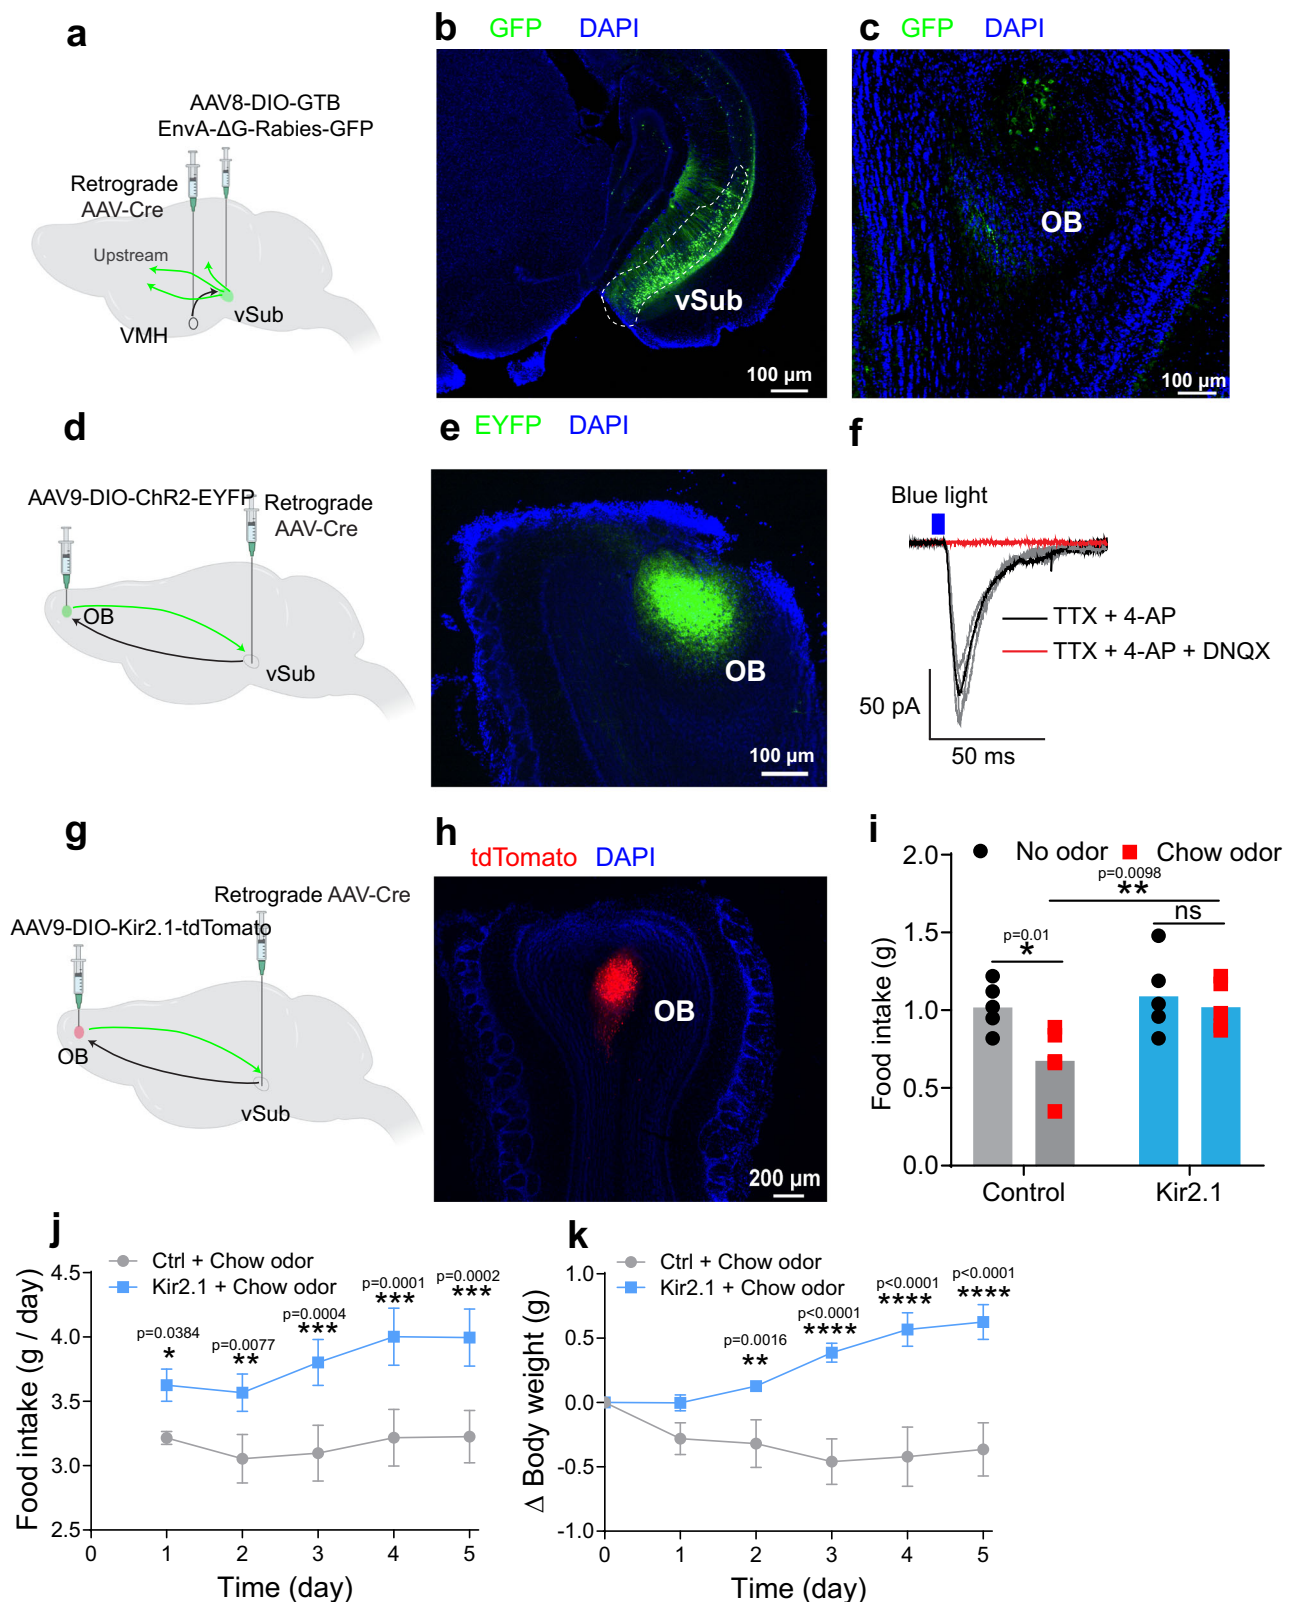 a
AAV8-DIO-GTB
EnvA-ΔG-Rabies-GFP
Retrograde
AAV-Cre
Upstream
vSub
VMH
b
GFP DAPI
vSub
100 µm
c
GFP DAPI
OB
100 µm
d
AAV9-DIO-ChR2-EYFP
Retrograde
AAV-Cre
OB
vSub
e
EYFP DAPI
OB
100 µm
f
Blue light
TTX + 4-AP
TTX + 4-AP + DNQX
50 pA
50 ms
g
Retrograde AAV-Cre
AAV9-DIO-Kir2.1-tdTomato
OB
vSub
h
tdTomato DAPI
OB
200 µm
i
No odor Chow odor
p=0.0098
**
ns
p=0.01
*
Food intake (g)
2.0
1.5
1.0
0.5
0.0
Control Kir2.1
j
Ctrl + Chow odor
Kir2.1 + Chow odor
p=0.0384
*
p=0.0077
**
p=0.0004
***
p=0.0001
***
p=0.0002
***
Food intake (g / day)
4.5
4.0
3.5
3.0
2.5
0 1 2 3 4 5
Time (day)
k
Ctrl + Chow odor
Kir2.1 + Chow odor
p=0.0016
**
p<0.0001
****
p<0.0001
****
p<0.0001
****
Δ Body weight (g)
1.0
0.5
0.0
-0.5
-1.0
0 1 2 3 4 5
Time (day)